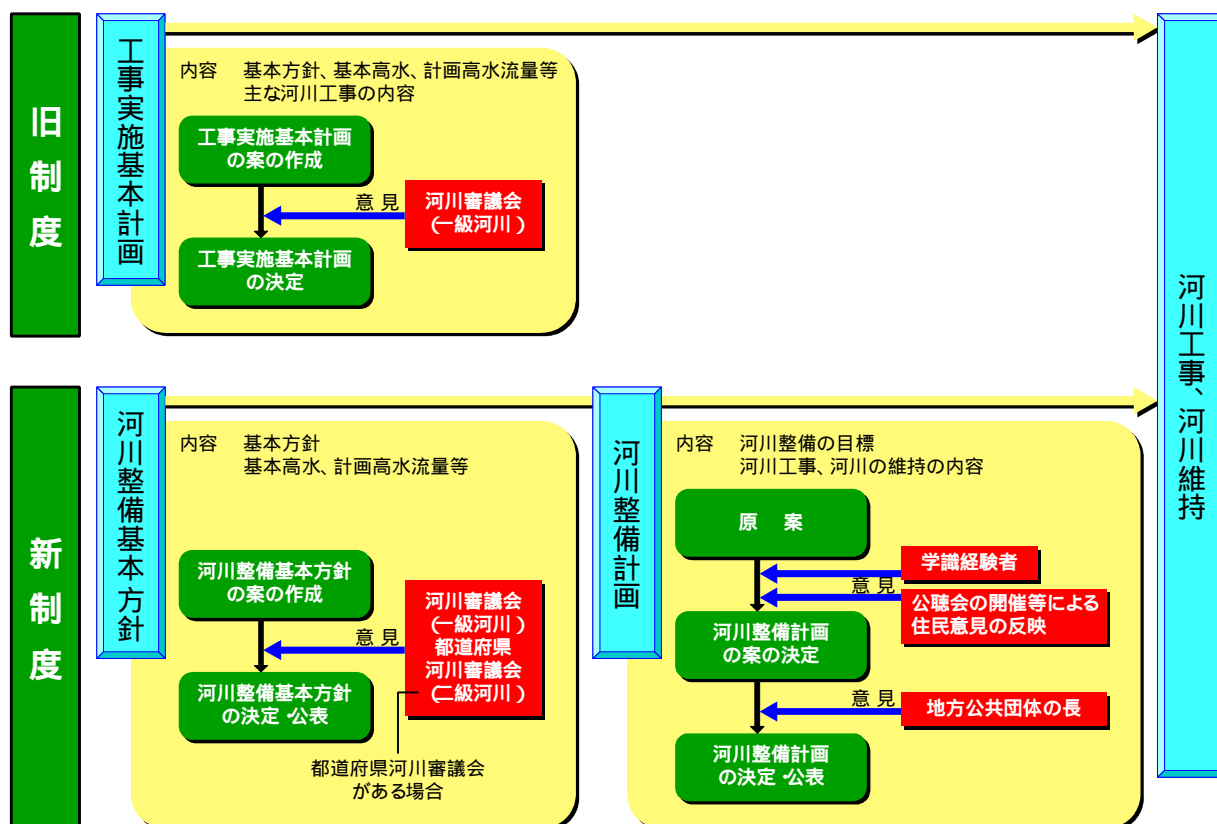 旧制度
工事実施基本計画
内容 基本方針、基本高水、計画高水流量等
主な河川工事の内容
工事実施基本計画
の案の作成
意見
河川審議会
(一級河川)
工事実施基本計画
の決定
河川工事、河川維持
新制度
河川整備基本方針
内容 基本方針
基本高水、計画高水流量等
河川整備基本方針
の案の作成
意見
河川審議会
(一級河川)
都道府県
河川審議会
(二級河川)
河川整備基本方針
の決定・公表
都道府県河川審議会
がある場合
河川整備計画
内容 河川整備の目標
河川工事、河川の維持の内容
原案
学識経験者
意見
公聴会の開催等による
住民意見の反映
河川整備計画
の案の決定
意見
地方公共団体の長
河川整備計画
の決定・公表